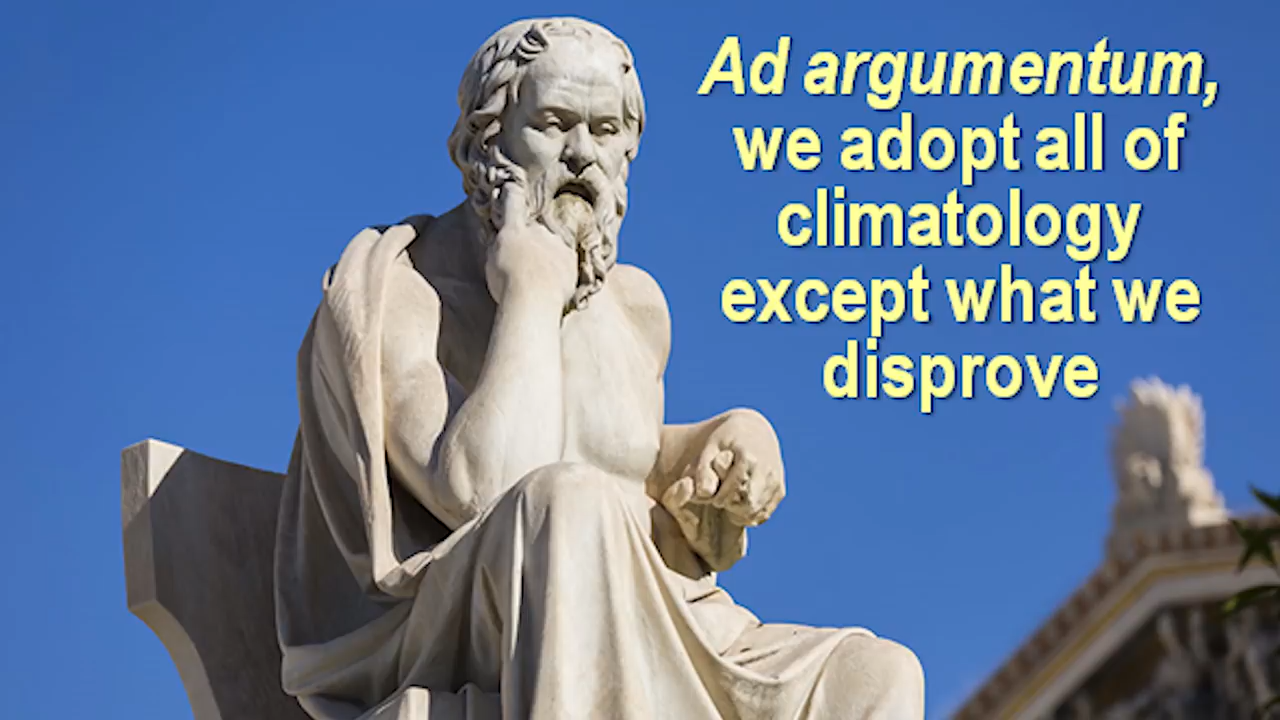 Ad argumentum,
we adopt all of
climatology
except what we
disprove